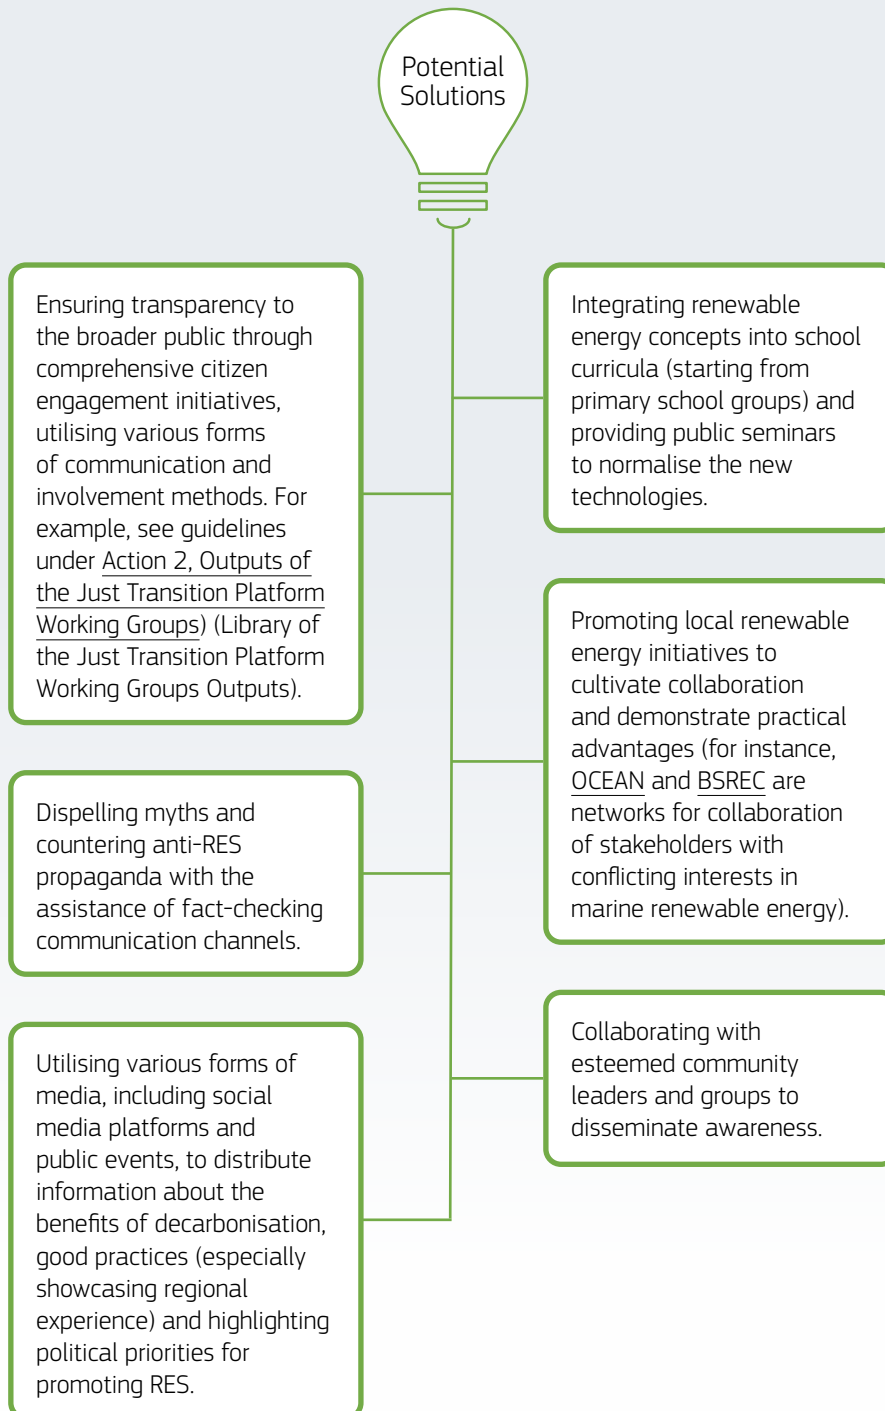 Potential
Solutions
Ensuring transparency to
the broader public through
comprehensive citizen
engagement initiatives,
utilising various forms
of communication and
involvement methods. For
example, see guidelines
under Action 2, Outputs of
the Just Transition Platform
Working Groups) (Library of
the Just Transition Platform
Working Groups Outputs).
Dispelling myths and
countering anti-RES
propaganda with the
assistance of fact-checking
communication channels.
Utilising various forms of
media, including social
media platforms and
public events, to distribute
information about the
benefits of decarbonisation,
good practices (especially
showcasing regional
experience) and highlighting
political priorities for
promoting RES.
Integrating renewable
energy concepts into school
curricula (starting from
primary school groups) and
providing public seminars
to normalise the new
technologies.
Promoting local renewable
energy initiatives to
cultivate collaboration
and demonstrate practical
advantages (for instance,
OCEAN and BSREC are
networks for collaboration
of stakeholders with
conflicting interests in
marine renewable energy).
Collaborating with
esteemed community
leaders and groups to
disseminate awareness.